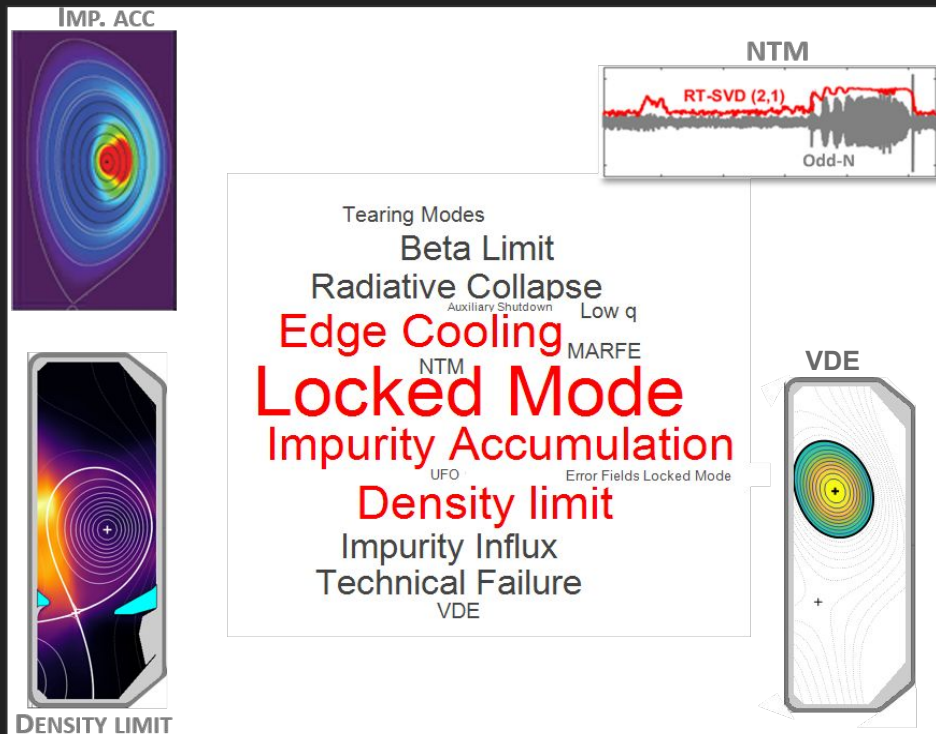 IMP. ACC
NTM
RT-SVD (2,1)
Odd-N
Tearing Modes
Beta Limit
Radiative Collapse
Auxiliary Shutdown
Low q
Edge Cooling
MARFE
NTM
Locked Mode
Impurity Accumulation
UFO
Error Fields Locked Mode
Density limit
Impurity Influx
Technical Failure
VDE
VDE
DENSITY LIMIT